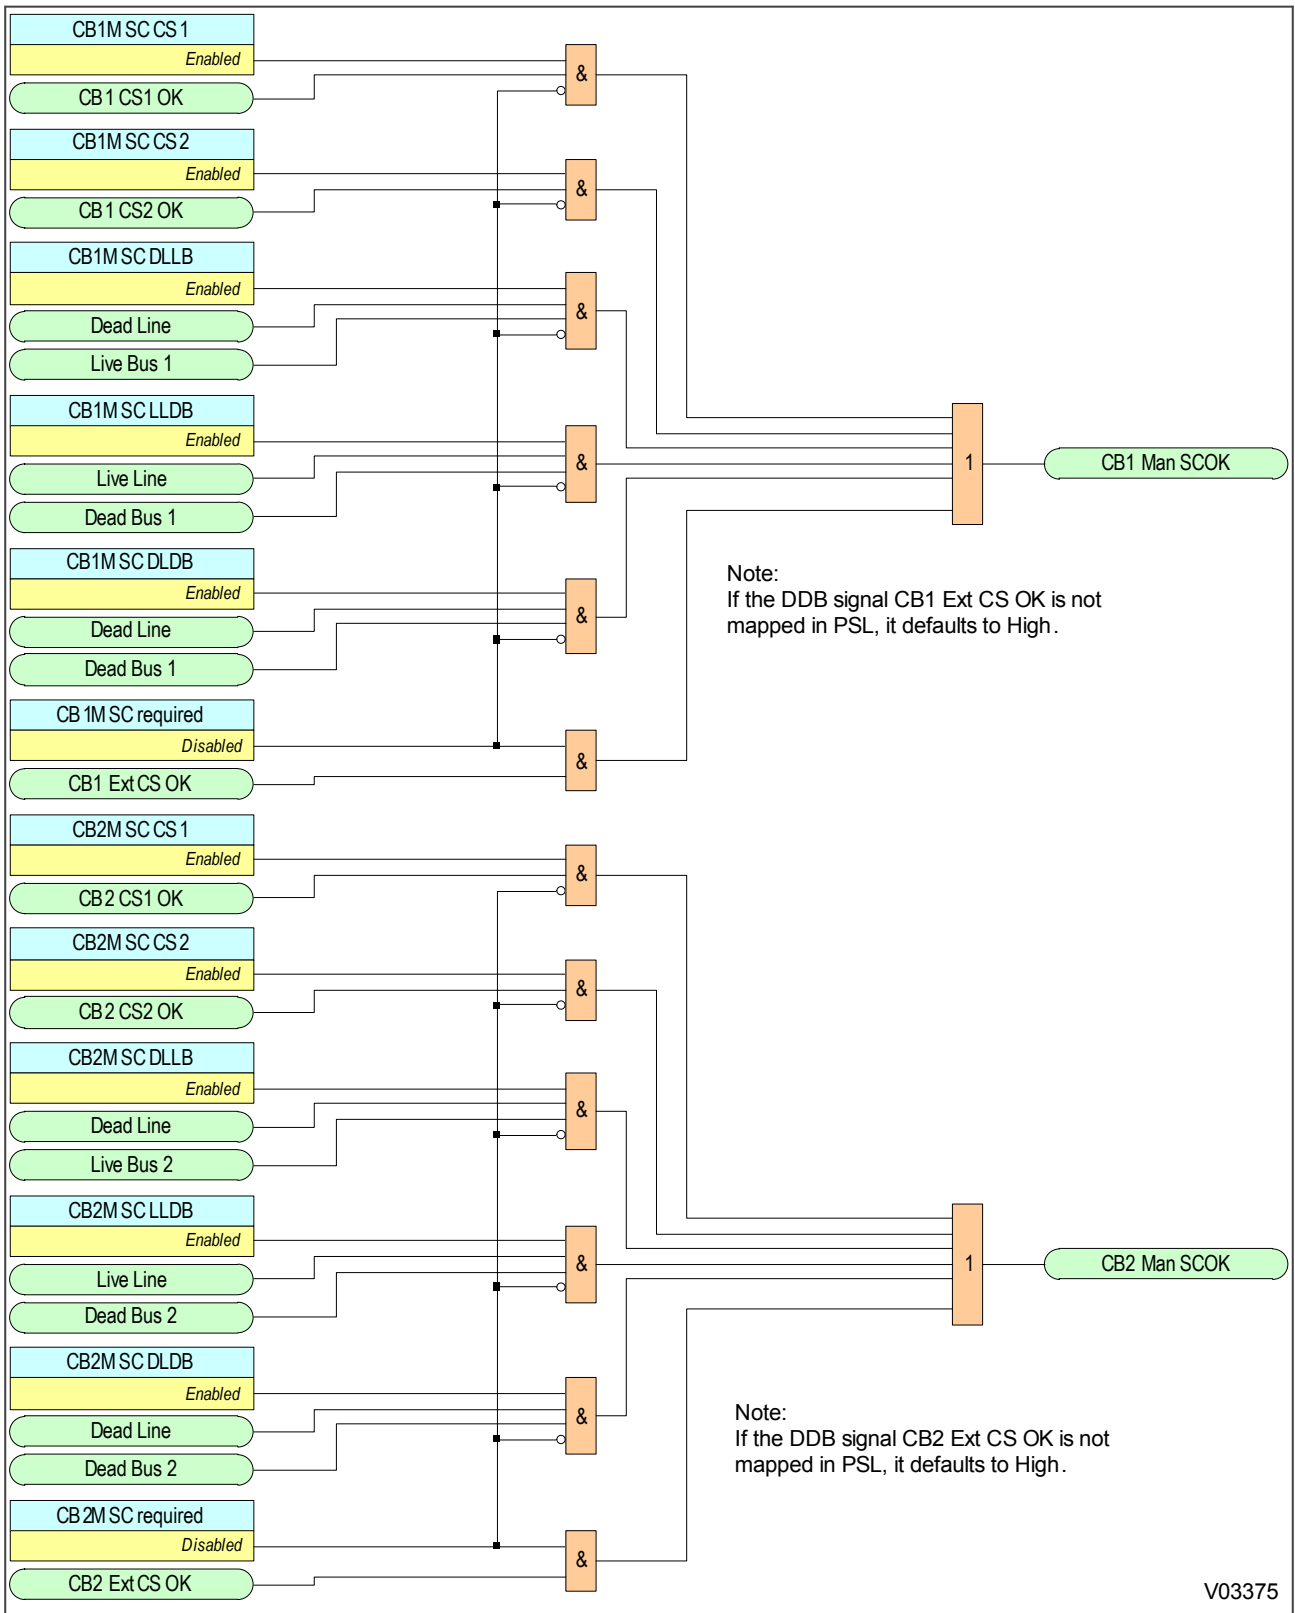 CB1M SC CS1
Enabled
&
CB1 CS1 OK
CB1M SC CS2
Enabled
&
CB1 CS2 OK
CB1M SC DLLB
Enabled
&
Dead Line
Live Bus 1
CB1M SC LLDB
Enabled
&
1
CB1 Man SCOK
Live Line
Dead Bus 1
CB1M SC DLDB
Enabled
&
Dead Line
Dead Bus 1
Note:
If the DDB signal CB1 Ext CS OK is not
mapped in PSL, it defaults to High.
CB1M SC required
Disabled
&
CB1 Ext CS OK
CB2M SC CS1
Enabled
&
CB2 CS1 OK
CB2M SC CS2
Enabled
&
CB2 CS2 OK
CB2M SC DLLB
Enabled
&
Dead Line
Live Bus 2
CB2M SC LLDB
Enabled
&
1
CB2 Man SCOK
Live Line
Dead Bus 2
CB2M SC DLDB
Enabled
&
Dead Line
Dead Bus 2
Note:
If the DDB signal CB2 Ext CS OK is not
mapped in PSL, it defaults to High.
CB2M SC required
Disabled
&
CB2 Ext CS OK
V03375